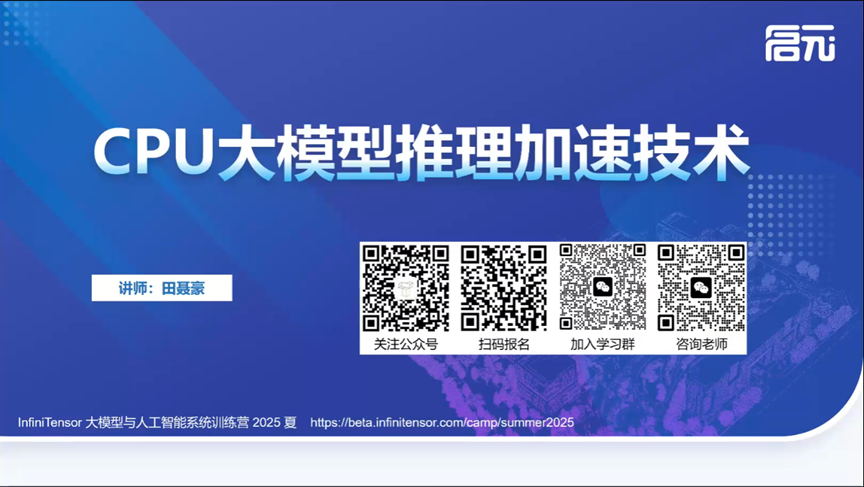 启元
CPU大模型推理加速技术
讲师：田聂豪
关注公众号
扫码报名
加入学习群
咨询老师
InfiniTensor 大模型与人工智能系统训练营 2025 夏 https://beta.infinitensor.com/camp/summer2025